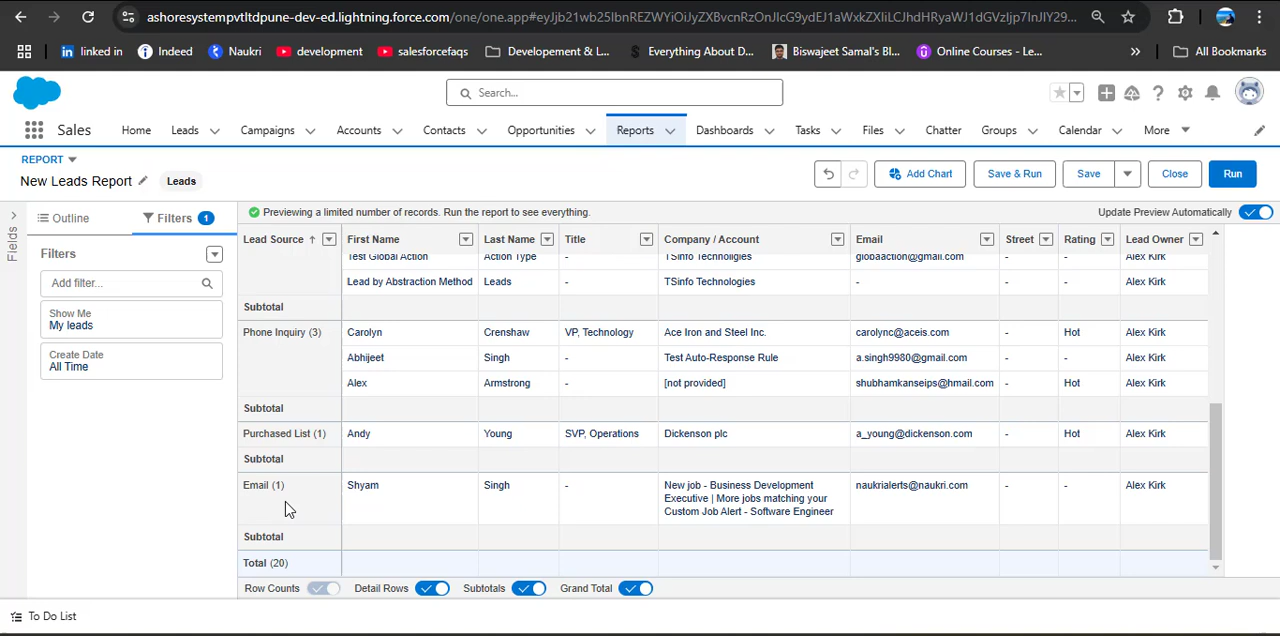 ashoresystempvtltdpune-dev-ed.lightning.force.com/one/one.app#
linked in
Indeed
Naukri
development
salesforcefaqs
Developement & L...
Everything About D...
Biswajeet Samal's Bl...
Online Courses - Le...
All Bookmarks
Search...
Sales
Home
Leads
Campaigns
Accounts
Contacts
Opportunities
Reports
Dashboards
Tasks
Files
Chatter
Groups
Calendar
More
REPORT
New Leads Report
Leads
Add Chart
Save & Run
Save
Close
Run
Fields
Outline
Filters 1
Previewing a limited number of records. Run the report to see everything.
Update Preview Automatically
Filters
Add filter...
Show Me
My leads
Create Date
All Time
Lead Source First Name Last Name Title Company / Account Email Street Rating Lead Owner
Test Global Action Action Type - TSinfo Technoligies globaaction@gmail.com - - Alex Kirk
Lead by Abstraction Method Leads - TSinfo Technologies - - - Alex Kirk
Subtotal
Phone Inquiry (3) Carolyn Crenshaw VP, Technology Ace Iron and Steel Inc. carolync@aceis.com - Hot Alex Kirk
Abhijeet Singh - Test Auto-Response Rule a.singh9980@gmail.com - - Alex Kirk
Alex Armstrong - [not provided] shubhamkanseips@hmail.com - Hot Alex Kirk
Subtotal
Purchased List (1) Andy Young SVP, Operations Dickenson plc a_young@dickenson.com - Hot Alex Kirk
Subtotal
Email (1) Shyam Singh - New job - Business Development naukrialerts@naukri.com - - Alex Kirk
Executive | More jobs matching your
Custom Job Alert - Software Engineer
Subtotal
Total (20)
Row Counts
Detail Rows
Subtotals
Grand Total
To Do List